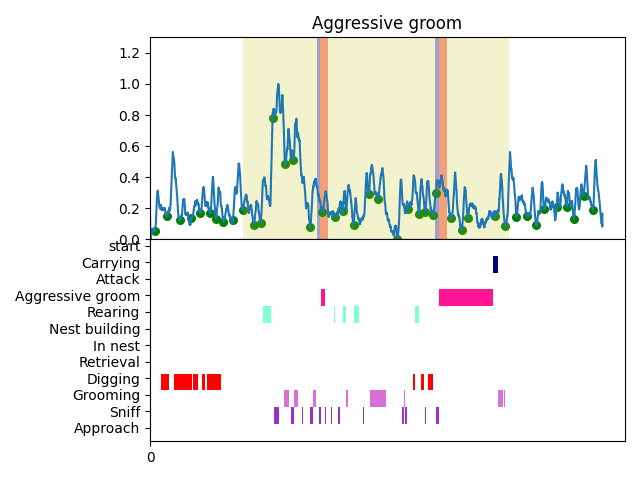 Aggressive groom
1.2
1.0
0.8
0.6
0.4
0.2
0.0
start
Carrying
Attack
Aggressive groom
Rearing
Nest building
In nest
Retrieval
Digging
Grooming
Sniff
Approach
0